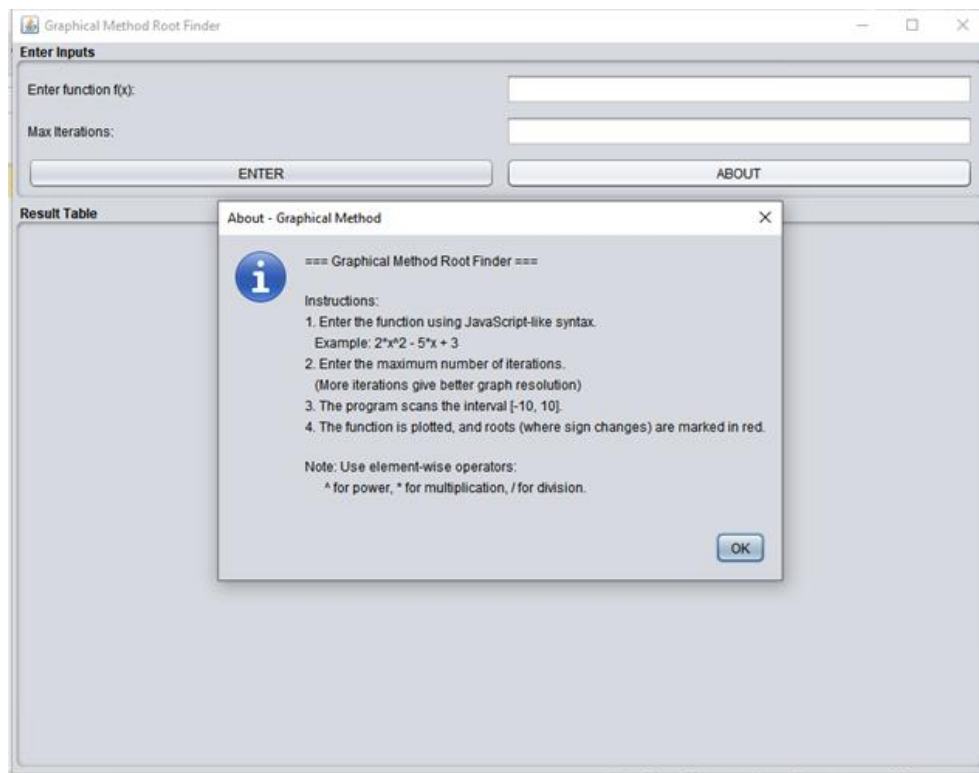 Graphical Method Root Finder
Enter Inputs
Enter function f(x):
Max Iterations:
ENTER
ABOUT
Result Table
About - Graphical Method
=== Graphical Method Root Finder ===
Instructions:
1. Enter the function using JavaScript-like syntax.
Example: 2*x^2 - 5*x + 3
2. Enter the maximum number of iterations.
(More iterations give better graph resolution)
3. The program scans the interval [-10, 10].
4. The function is plotted, and roots (where sign changes) are marked in red.
Note: Use element-wise operators:
^ for power, * for multiplication, / for division.
OK